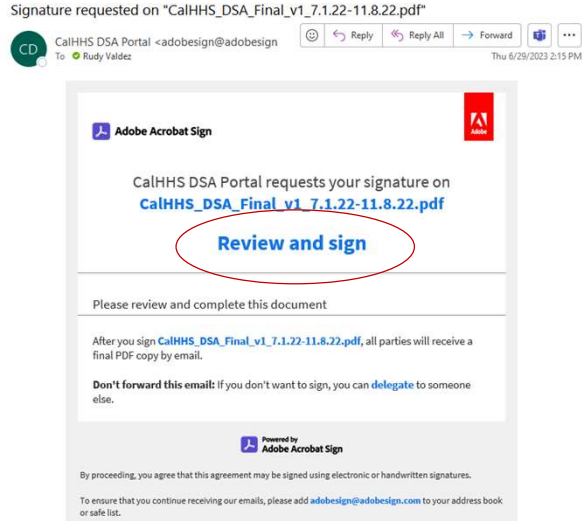 Signature requested on "CalHHS_DSA_Final_v1_7.1.22-11.8.22.pdf"
CD
CalHHS DSA Portal <adobesign@adobesign
To Rudy Valdez
Reply
Reply All
Forward
Thu 6/29/2023 2:15 PM
Adobe Acrobat Sign
Adobe
CalHHS DSA Portal requests your signature on
CalHHS_DSA_Final_v1_7.1.22-11.8.22.pdf
Review and sign
Please review and complete this document
After you sign CalHHS_DSA_Final_v1_7.1.22-11.8.22.pdf, all parties will receive a
final PDF copy by email.
Don't forward this email: If you don't want to sign, you can delegate to someone
else.
Powered by
Adobe Acrobat Sign
By proceeding, you agree that this agreement may be signed using electronic or handwritten signatures.
To ensure that you continue receiving our emails, please add adobesign@adobesign.com to your address book
or safe list.